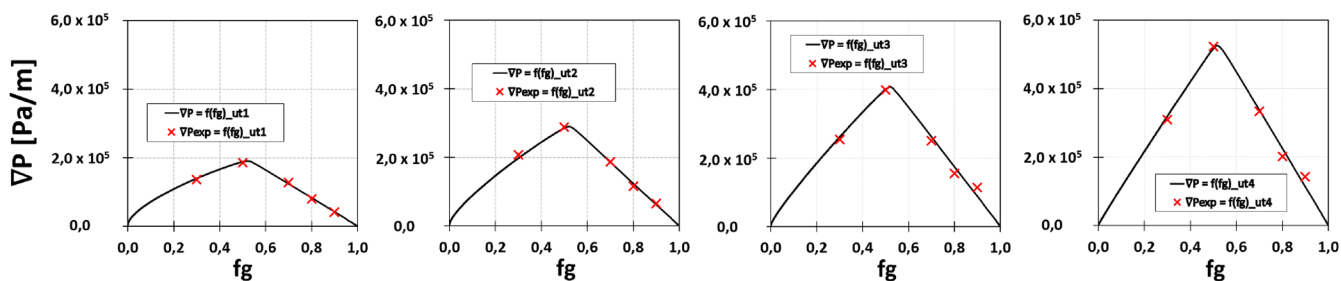 ∇P [Pa/m]
6,0 x 10⁵
4,0 x 10⁵
2,0 x 10⁵
0,0
∇P = f(fg)_ut1
∇Pexp = f(fg)_ut1
0,0 0,2 0,4 0,6 0,8 1,0
fg
6,0 x 10⁵
4,0 x 10⁵
2,0 x 10⁵
0,0
∇P = f(fg)_ut2
∇Pexp = f(fg)_ut2
0,0 0,2 0,4 0,6 0,8 1,0
fg
6,0 x 10⁵
4,0 x 10⁵
2,0 x 10⁵
0,0
∇P = f(fg)_ut3
∇Pexp = f(fg)_ut3
0,0 0,2 0,4 0,6 0,8 1,0
fg
6,0 x 10⁵
4,0 x 10⁵
2,0 x 10⁵
0,0
∇P = f(fg)_ut4
∇Pexp = f(fg)_ut4
0,0 0,2 0,4 0,6 0,8 1,0
fg